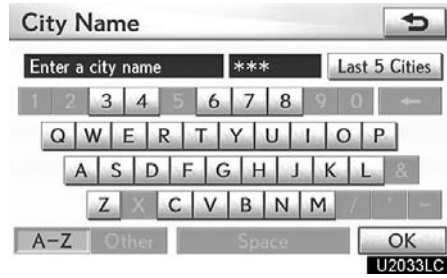 City Name
Enter a city name *** Last 5 Cities
1 2 3 4 5 6 7 8 9 0 ←
Q W E R T Y U I O P
A S D F G H J K L &
Z X C V B N M / ' -
A-Z Other Space OK
U2033LC